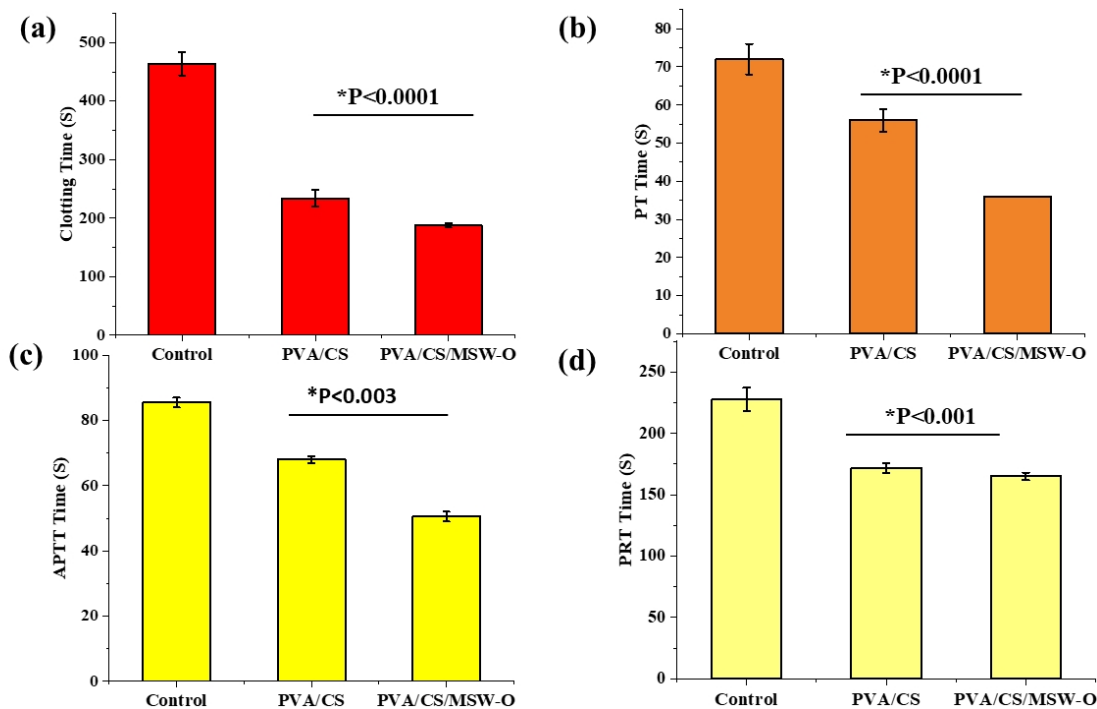 (a)
500
400
300
200
100
0
Clotting Time (S)
*P<0.0001
Control
PVA/CS
PVA/CS/MSW-O
(b)
80
70
60
50
40
30
20
10
0
PT Time (S)
*P<0.0001
Control
PVA/CS
PVA/CS/MSW-O
(c)
100
80
60
40
20
0
APTT Time (S)
*P<0.003
Control
PVA/CS
PVA/CS/MSW-O
(d)
250
200
150
100
50
0
PRT Time (S)
*P<0.001
Control
PVA/CS
PVA/CS/MSW-O